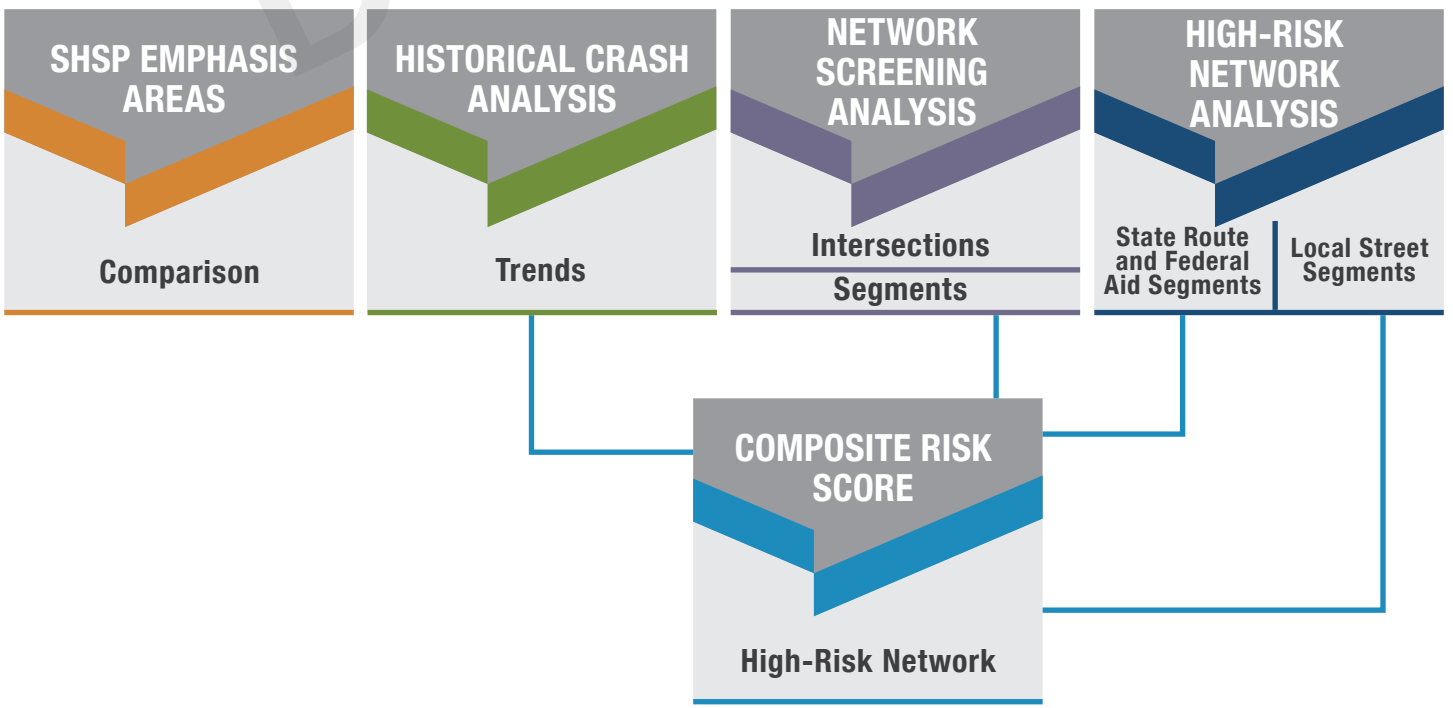 SHSP EMPHASIS
AREAS
Comparison
HISTORICAL CRASH
ANALYSIS
Trends
NETWORK
SCREENING
ANALYSIS
Intersections
Segments
HIGH-RISK
NETWORK
ANALYSIS
State Route
and Federal
Aid Segments
Local Street
Segments
COMPOSITE RISK
SCORE
High-Risk Network